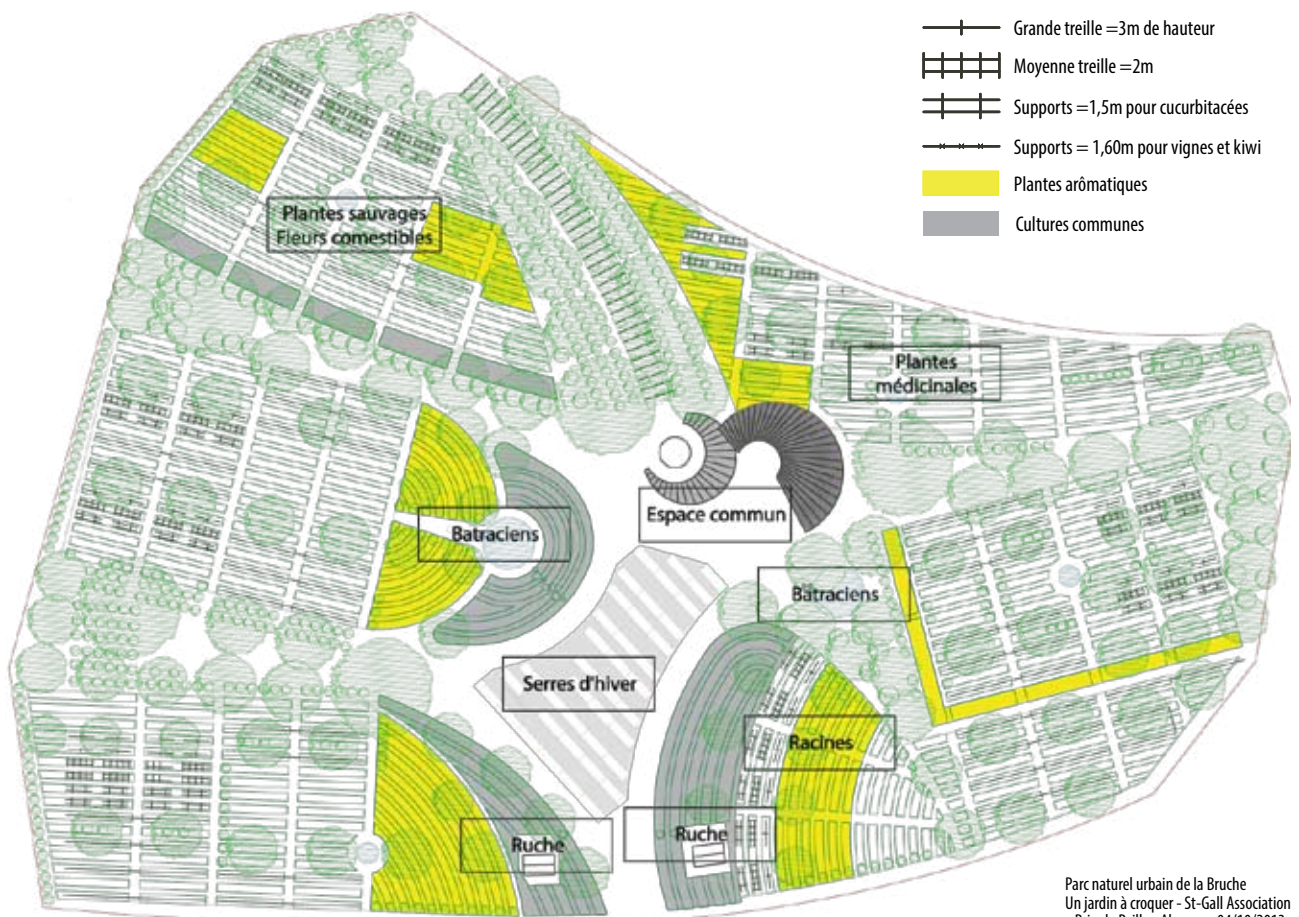 Grande treille =3m de hauteur
Moyenne treille =2m
Supports =1,5m pour cucurbitacées
Supports = 1,60m pour vignes et kiwi
Plantes arômatiques
Cultures communes
Plantes sauvages
Fleurs comestibles
Plantes
médicinales
Espace commun
Batraciens
Batraciens
Serres d'hiver
Racines
Ruche
Ruche
Parc naturel urbain de la Bruche
Un jardin à croquer - St-Gall Association